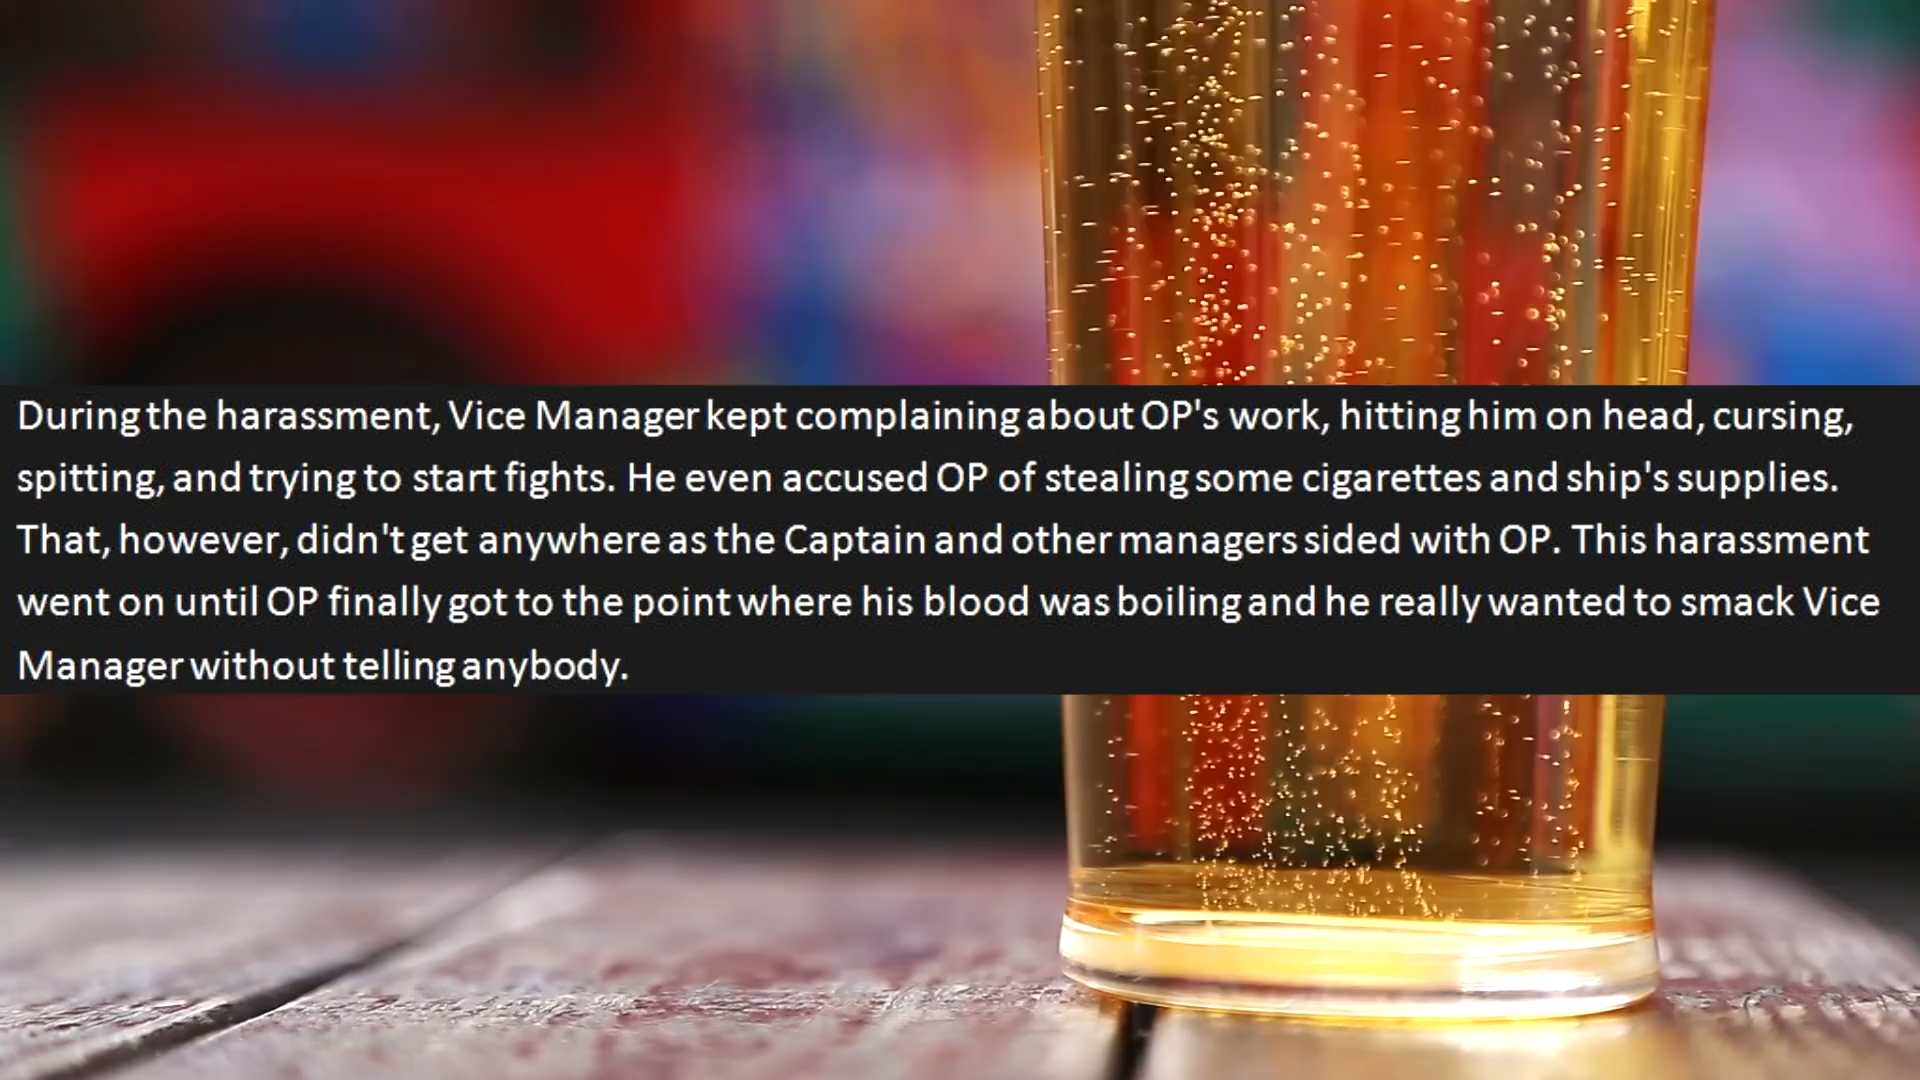 During the harassment, Vice Manager kept complaining about OP's work, hitting him on head, cursing,
spitting, and trying to start fights. He even accused OP of stealing some cigarettes and ship's supplies.
That, however, didn't get anywhere as the Captain and other managers sided with OP. This harassment
went on until OP finally got to the point where his blood was boiling and he really wanted to smack Vice
Manager without telling anybody.